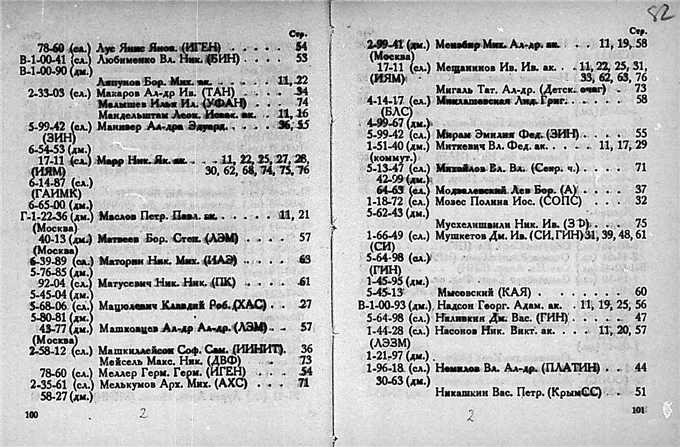 Стр.
78-60 (сл.) Лус Янис Янов. (ИГЕН) . . . . . 54
В-1-00-41 (сл.) Любименко Вл. Ник. (БИН) . . . . 53
В-1-00-90 (дм.)
Ляпунов Бор. Мих. ак. . . . . 11, 22
2-33-03 (сл.) Макаров Ал-др Ив. (ТАН) . . . . 34
Малышев Илья Ил. (УФАН) . . . . 74
Мандельштам Леон. Исаак. ак. . 11, 16
5-99-42 (сл.) Манивер Ал-дра Эдуард. . . . . 36, 55
(ЗИН)
6-54-53 (дм.)
17-11 (сл.) Марр Ник. Як. ак. . . 11, 22, 25, 27, 28,
(ИЯМ) 30, 62, 68, 74, 75, 76
6-14-87 (сл.)
(ГАИМК)
6-65-00 (дм.)
Г-1-22-36 (дм.) Маслов Петр. Павл. ак. . . . . 11, 21
(Москва)
40-13 (дм.) Матвеев Бор. Степ. (ЛЭМ) . . . 57
(Москва)
6-39-89 (сл.) Маторин Ник. Мих. (ИАЭ) . . . 63
5-76-85 (дм.)
92-04 (сл.) Матусевич Ник. Ник. (ПК) . . . . 61
5-45-04 (дм.)
5-68-06 (сл.) Мацюлевич Клавдий Роб. (ХАС) . . 27
5-80-81 (дм.)
43-77 (дм.) Машковцев Ал-др Ал-др. (ЛЭМ) . . 57
(Москва)
2-58-12 (сл.) Машкиллейсон Соф. Сам. (ИИНИТ). 36
Мейсель Макс. Ник. (ДВФ) . . . 73
78-60 (сл.) Меллер Герм. Герм. (ИГЕН) . . . 54
2-35-61 (сл.) Мелькумов Арх. Мих. (АХС) . . . 71
58-27 (дм.)
100
2
82
Стр.
2-99-41 (дм.) Менабир Мих. Ал-др. ак. . . . 11, 19, 58
(Москва)
17-11 (сл.) Мещанинов Ив. Ив. ак. . . 11, 22, 25, 31,
(ИЯМ) 33, 62, 63, 76
Мигаль Тат. Ал-др. (Детск. очаг) . 73
4-14-17 (сл.) Миклашевская Лид. Григ. . . . . 58
(БЛС)
4-99-67 (дм.)
5-99-42 (сл.) Мирам Эмилия Фед. (ЗИН) . . . 55
1-51-40 (дм.) Миткевич Вл. Фед. ак. . . . 11, 17, 29
(коммут.)
5-13-47 (сл.) Михайлов Вл. Вл. (Секр. ч.) . . . 71
42-99 (дм.)
64-63 (сл.) Модзалевский Лев Бор. (А) . . . 37
1-18-72 (сл.) Мовес Полина Иос. (СОПС) . . . 32
5-62-43 (дм.)
Мусхелишвили Ник. Ив. . . . 75
1-66-49 (сл.) Мушкетов Дм. Ив. (СИ, ГИН) 31, 39, 48, 61
(СИ)
5-64-98 (сл.)
(ГИН)
1-45-95 (дм.)
5-45-13 Мысовский (КАЯ) . . . . . 60
В-1-00-93 (дм.) Надсон Георг. Адам. ак. . 11, 19, 25, 56
5-64-98 (сл.) Наливкин Дм. Вас. (ГИН) . . . . 47
1-44-28 (сл.) Насонов Ник. Викт. ак. . . . 11, 20, 57
(ЛЭЗМ)
1-21-97 (дм.)
1-96-18 (сл.) Немилов Вл. Ал-др. (ПЛАТИН) . . 44
30-63 (дм.)
Никашкин Вас. Петр. (КрымСС) . 51
101
2